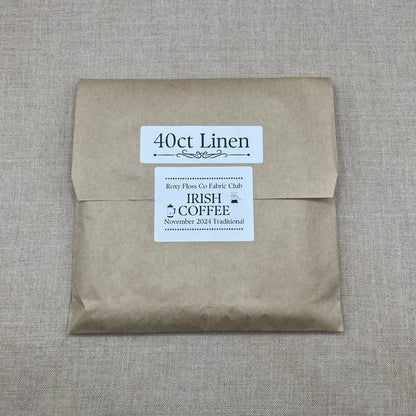 40ct Linen
Roxy Floss Co Fabric Club
IRISH
COFFEE
November 2024 Traditional